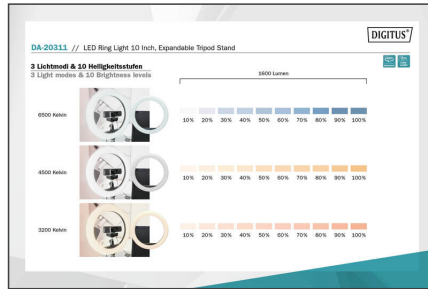 DIGITUS®
DA-20311 // LED Ring Light 10 Inch, Expandable Tripod Stand
3 Lichtmodi & 10 Helligkeitsstufen
3 Light modes & 10 Brightness levels
1600 Lumen
6500 Kelvin
10% 20% 30% 40% 50% 60% 70% 80% 90% 100%
4500 Kelvin
10% 20% 30% 40% 50% 60% 70% 80% 90% 100%
3200 Kelvin
10% 20% 30% 40% 50% 60% 70% 80% 90% 100%